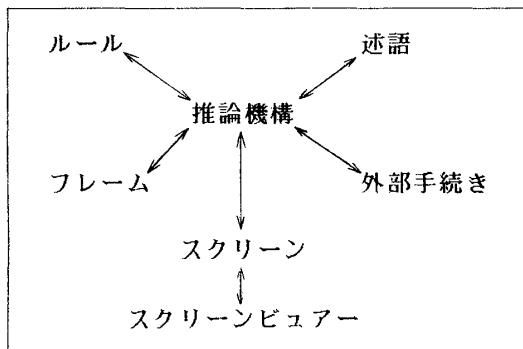 ルール
述語
推論機構
フレーム
外部手続き
スクリーン
スクリーンビュアー